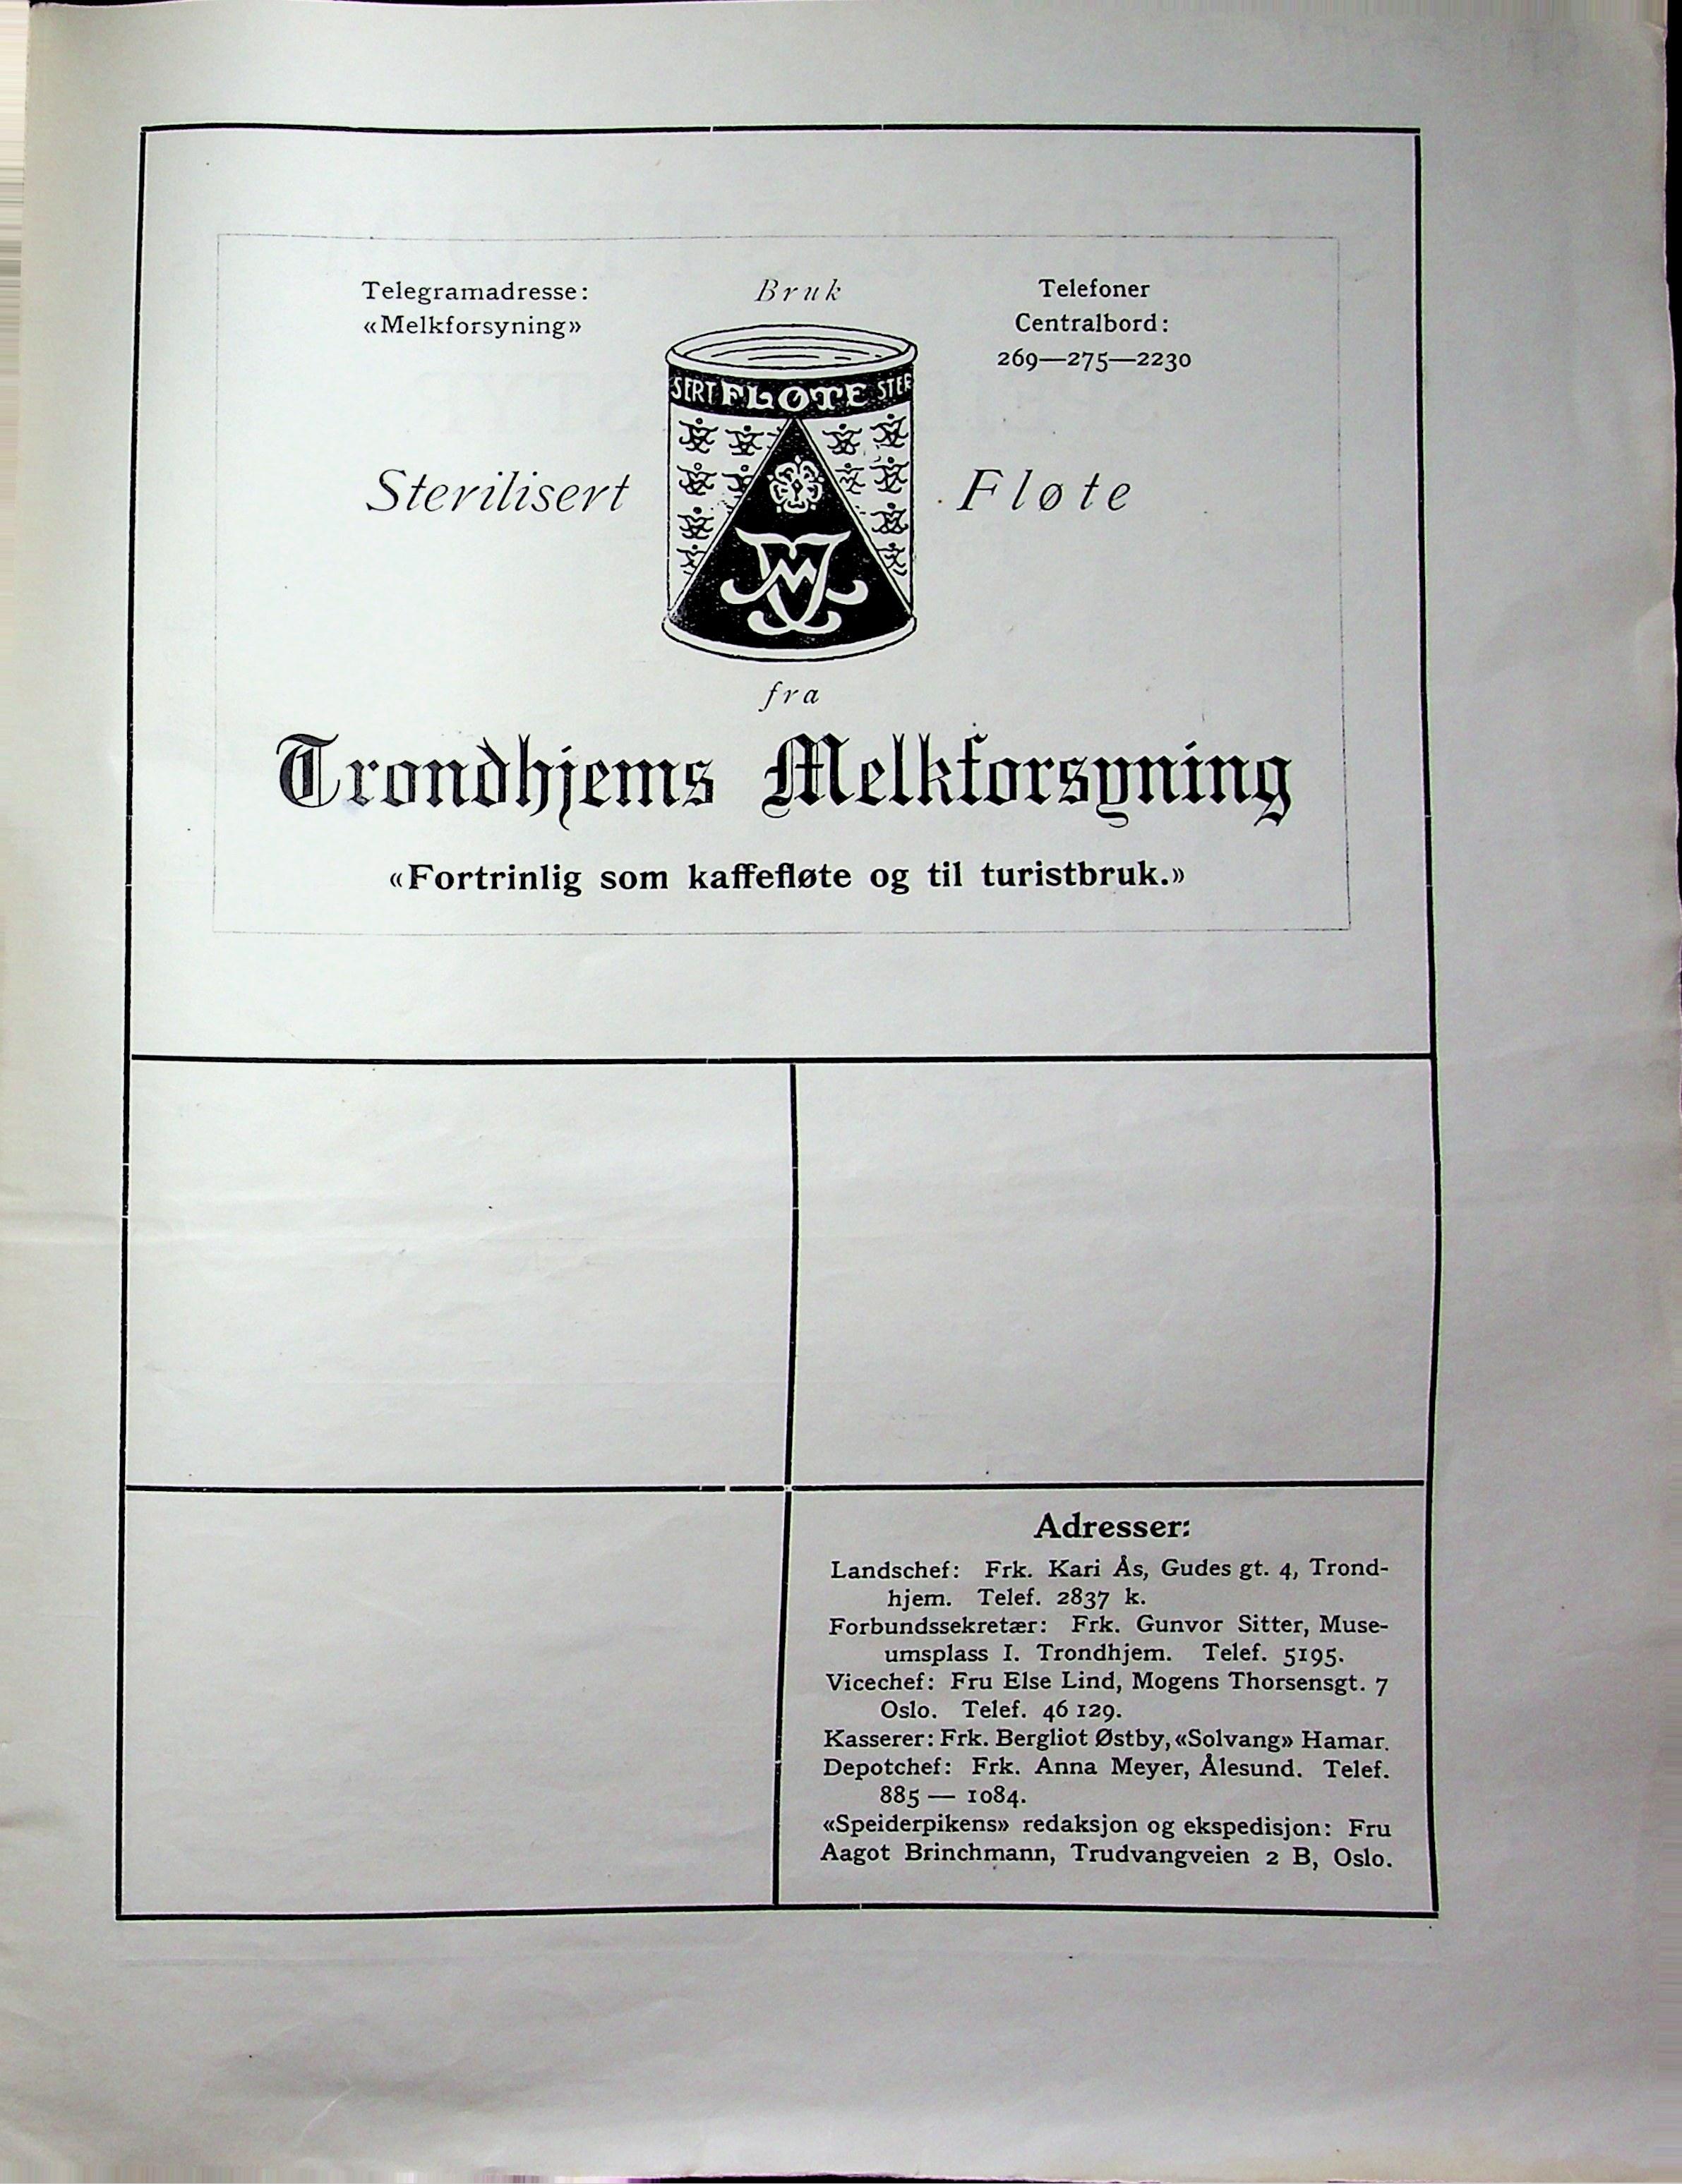 Telegramadresse:
«Melkforsyning»
Bruk
Telefoner
Centralbord:
269—275—2230
SERT FLØTE STER
Sterilisert
Fløte
fra
Trondhjems Melkforsyning
«Fortrinlig som kaffefløte og til turistbruk.»
Adresser:
Landschef: Frk. Kari Ås, Gudes gt. 4, Trond-
hjem. Telef. 2837 k.
Forbundssekretær: Frk. Gunvor Sitter, Muse-
umsplass I. Trondhjem. Telef. 5195.
Vicechef: Fru Else Lind, Mogens Thorsensgt. 7
Oslo. Telef. 46 129.
Kasserer: Frk. Bergliot Østby, «Solvang» Hamar.
Depotchef: Frk. Anna Meyer, Ålesund. Telef.
885 — 1084.
«Speiderpikens» redaksjon og ekspedisjon: Fru
Aagot Brinchmann, Trudvangveien 2 B, Oslo.